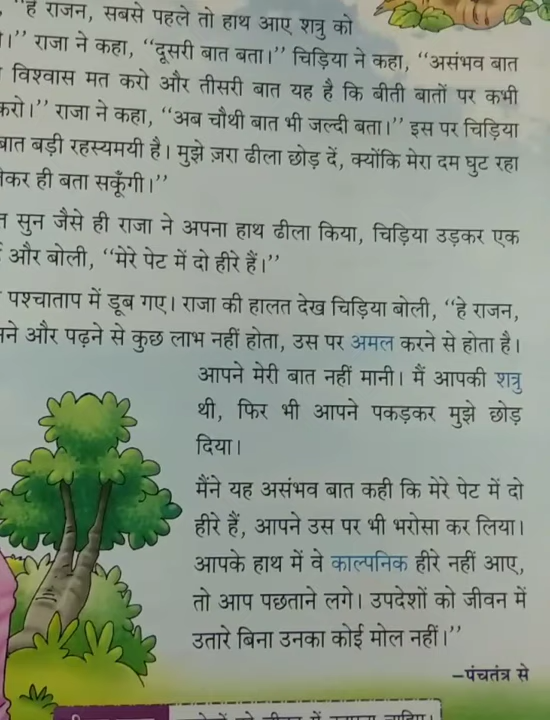 "हे राजन, सबसे पहले तो हाथ आए शत्रु को
राजा ने कहा, "दूसरी बात बता।" चिड़िया ने कहा, "असंभव बात
विश्वास मत करो और तीसरी बात यह है कि बीती बातों पर कभी
करो।" राजा ने कहा, "अब चौथी बात भी जल्दी बता।" इस पर चिड़िया
बात बड़ी रहस्यमयी है। मुझे ज़रा ढीला छोड़ दें, क्योंकि मेरा दम घुट रहा
ही बता सकूँगी।"
सुन जैसे ही राजा ने अपना हाथ ढीला किया, चिड़िया उड़कर एक
और बोली, "मेरे पेट में दो हीरे हैं।"
पश्चाताप में डूब गए। राजा की हालत देख चिड़िया बोली, "हे राजन,
और पढ़ने से कुछ लाभ नहीं होता, उस पर अमल करने से होता है।
आपने मेरी बात नहीं मानी। मैं आपकी शत्रु
थी, फिर भी आपने पकड़कर मुझे छोड़
दिया।
मैंने यह असंभव बात कही कि मेरे पेट में दो
हीरे हैं, आपने उस पर भी भरोसा कर लिया।
आपके हाथ में वे काल्पनिक हीरे नहीं आए,
तो आप पछताने लगे। उपदेशों को जीवन में
उतारे बिना उनका कोई मोल नहीं।"
–पंचतंत्र से